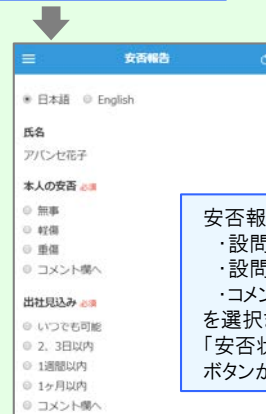 安否報告
日本語 English
氏名
アバンセ花子
本人の安否 必須
無事
軽傷
重傷
コメント欄へ
出社見込み 必須
いつでも可能
2、3日以内
1週間以内
1ヶ月以内
コメント欄へ
安否報
・設問
・設問
・コメン
を選択
「安否状
ボタンが